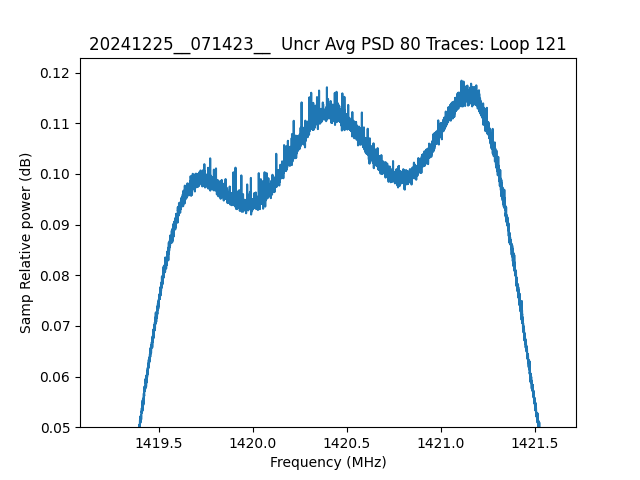 20241225__071423__  Uncr Avg PSD 80 Traces: Loop 121
0.12
0.11
0.10
0.09
0.08
0.07
0.06
0.05
Samp Relative power (dB)
1419.5 1420.0 1420.5 1421.0 1421.5
Frequency (MHz)